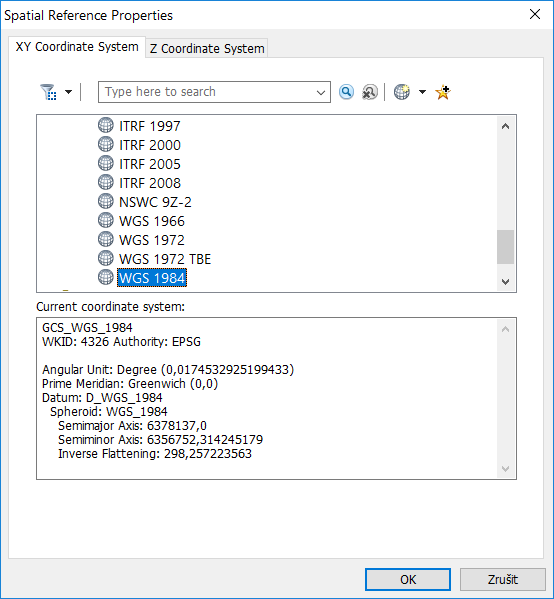 Spatial Reference Properties
XY Coordinate System
Z Coordinate System
Type here to search
ITRF 1997
ITRF 2000
ITRF 2005
ITRF 2008
NSWC 9Z-2
WGS 1966
WGS 1972
WGS 1972 TBE
WGS 1984
Current coordinate system:
GCS_WGS_1984
WKID: 4326 Authority: EPSG
Angular Unit: Degree (0,0174532925199433)
Prime Meridian: Greenwich (0,0)
Datum: D_WGS_1984
Spheroid: WGS_1984
Semimajor Axis: 6378137,0
Semiminor Axis: 6356752,314245179
Inverse Flattening: 298,257223563
OK
Zrušit